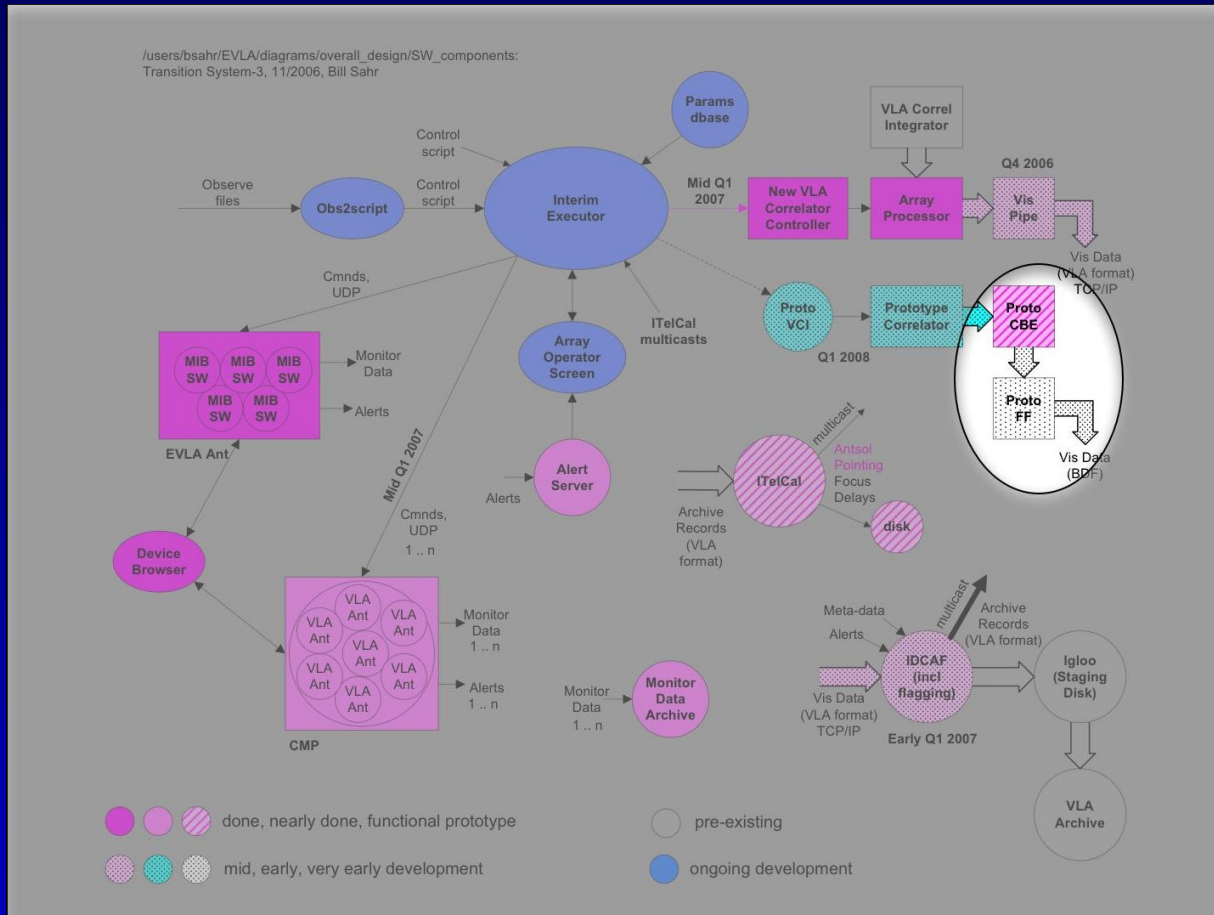 /users/bsahr/EVLA/diagrams/overall_design/SW_components:
Transition System-3, 11/2006, Bill Sahr
Params
dbase
VLA Correl
Integrator
Control
script
Q4 2006
Observe
files
Obs2script
Control
script
Interim
Executor
Mid Q1
2007
New VLA
Correlator
Controller
Array
Processor
Vis
Pipe
Vis Data
(VLA format)
TCP/IP
Cmnds,
UDP
ITelCal
multicasts
Proto
VCI
Q1 2008
Prototype
Correlator
Proto
CBE
Proto
FF
Vis Data
(BDF)
MIB
SW
MIB
SW
MIB
SW
MIB
SW
MIB
SW
Monitor
Data
Alerts
EVLA Ant
Array
Operator
Screen
Mid Q1 2007
Alerts
Alert
Server
Archive
Records
(VLA
format)
ITelCal
multicast
Antsol
Pointing
Focus
Delays
disk
Device
Browser
Cmnds,
UDP
1 .. n
VLA
Ant
VLA
Ant
VLA
Ant
VLA
Ant
VLA
Ant
VLA
Ant
VLA
Ant
Monitor
Data
1 .. n
Alerts
1 .. n
CMP
Monitor
Data
1 .. n
Monitor
Data
Archive
Meta-data
Alerts
multicast
Archive
Records
(VLA format)
Vis Data
(VLA format)
TCP/IP
IDCAF
(incl
flagging)
Early Q1 2007
Igloo
(Staging
Disk)
VLA
Archive
done, nearly done, functional prototype
pre-existing
mid, early, very early development
ongoing development